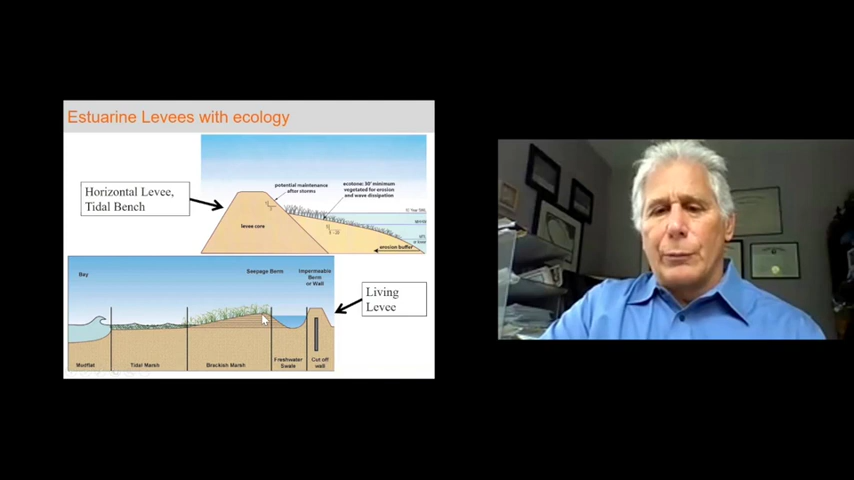 Estuarine Levees with ecology
Horizontal Levee,
Tidal Bench
potential maintenance
after storms
ecotone: 30' minimum
vegetated for erosion
and wave dissipation
levee core
erosion buffer
Bay
Seepage Berm
Impermeable
Berm
or Wall
Living
Levee
Mudflat
Tidal Marsh
Brackish Marsh
Freshwater
Swale
Cut off
wall